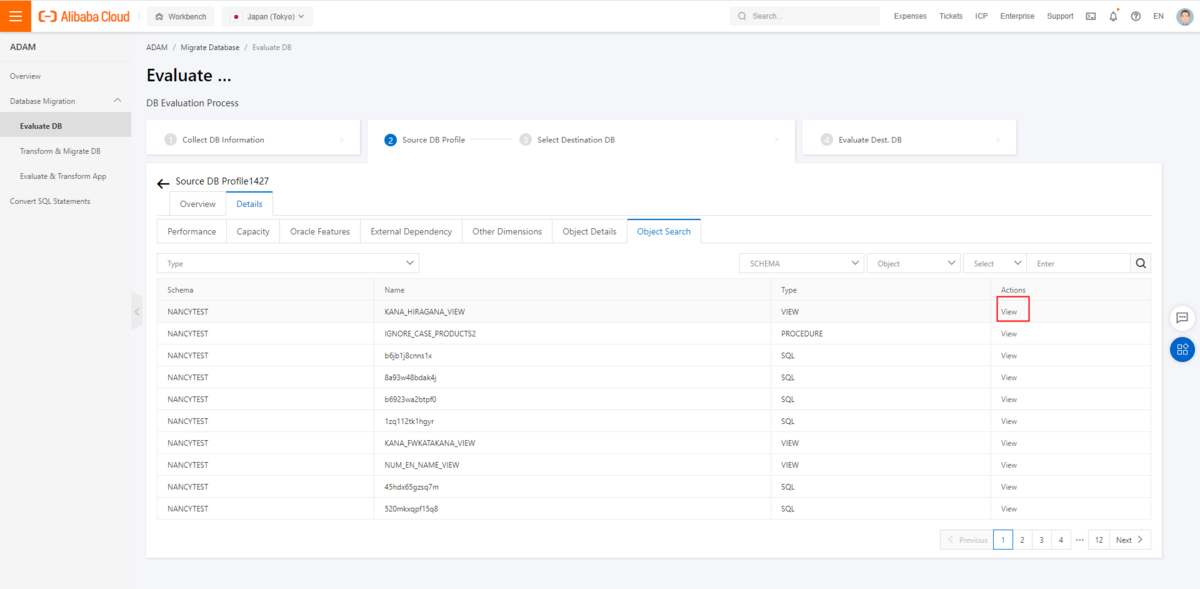 Alibaba Cloud Workbench Japan (Tokyo) Search... Expenses Tickets ICP Enterprise Support EN
ADAM
Overview
Database Migration
Evaluate DB
Transform & Migrate DB
Evaluate & Transform App
Convert SQL Statements
ADAM / Migrate Database / Evaluate DB
Evaluate ...
DB Evaluation Process
1 Collect DB Information 2 Source DB Profile 3 Select Destination DB 4 Evaluate Dest. DB
Source DB Profile1427
Overview Details
Performance Capacity Oracle Features External Dependency Other Dimensions Object Details Object Search
Type SCHEMA Object Select Enter
Schema Name Type Actions
NANCYTEST KANA_HIRAGANA_VIEW VIEW View
NANCYTEST IGNORE_CASE_PRODUCTS2 PROCEDURE View
NANCYTEST b6jb1j8cnns1x SQL View
NANCYTEST 8a93w48bdak4j SQL View
NANCYTEST b6923wa2btpf0 SQL View
NANCYTEST 1zq112tk1hgyr SQL View
NANCYTEST KANA_FWKATAKANA_VIEW VIEW View
NANCYTEST NUM_EN_NAME_VIEW VIEW View
NANCYTEST 45hdx65gzsq7m SQL View
NANCYTEST 520mkxqpf15q8 SQL View
Previous 1 2 3 4 ··· 12 Next